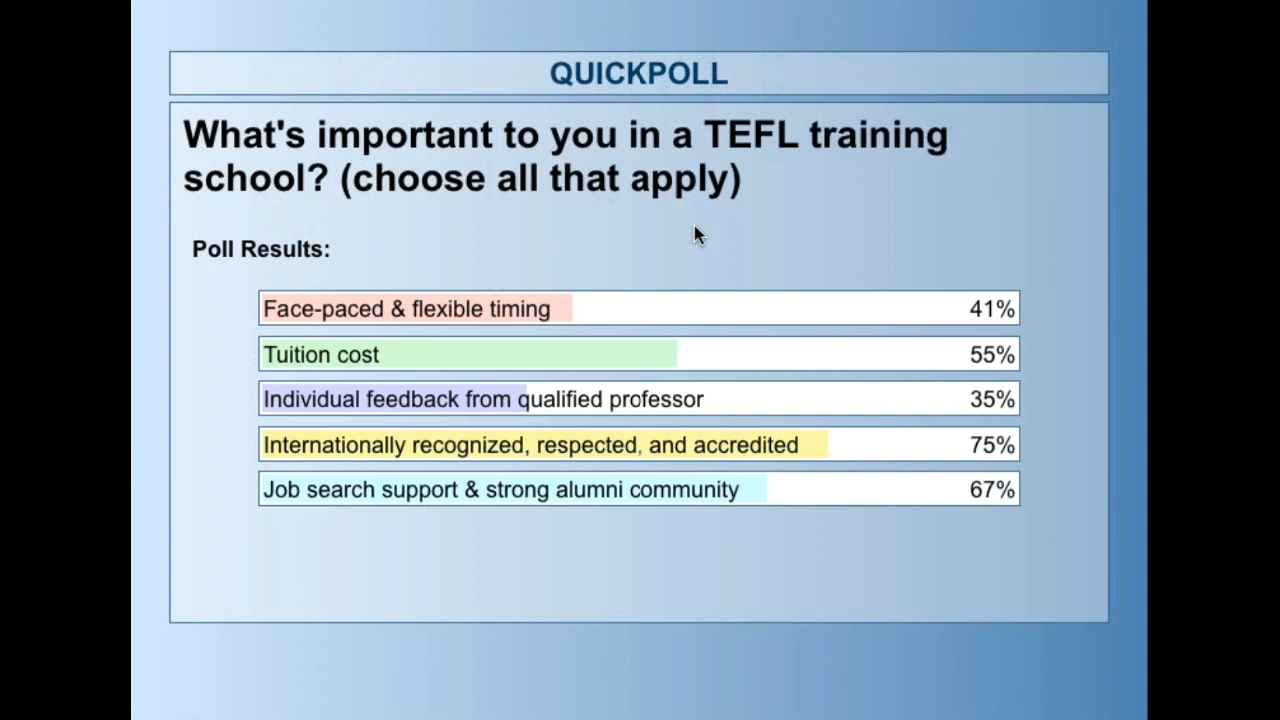 QUICKPOLL
What's important to you in a TEFL training
school? (choose all that apply)
Poll Results:
Face-paced & flexible timing 41%
Tuition cost 55%
Individual feedback from qualified professor 35%
Internationally recognized, respected, and accredited 75%
Job search support & strong alumni community 67%